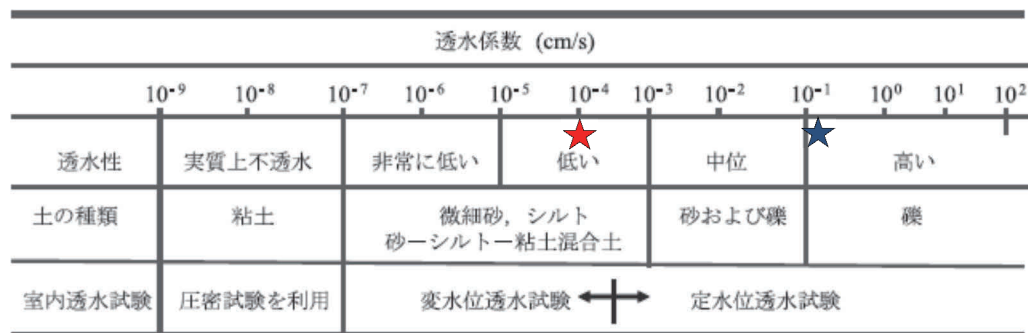 透水係数 (cm/s)
10⁻⁹ 10⁻⁸ 10⁻⁷ 10⁻⁶ 10⁻⁵ 10⁻⁴ 10⁻³ 10⁻² 10⁻¹ 10⁰ 10¹ 10²
透水性 実質上不透水 非常に低い 低い 中位 高い
土の種類 粘土 微細砂，シルト 砂および礫 礫
砂－シルト－粘土混合土
室内透水試験 圧密試験を利用 変水位透水試験 定水位透水試験